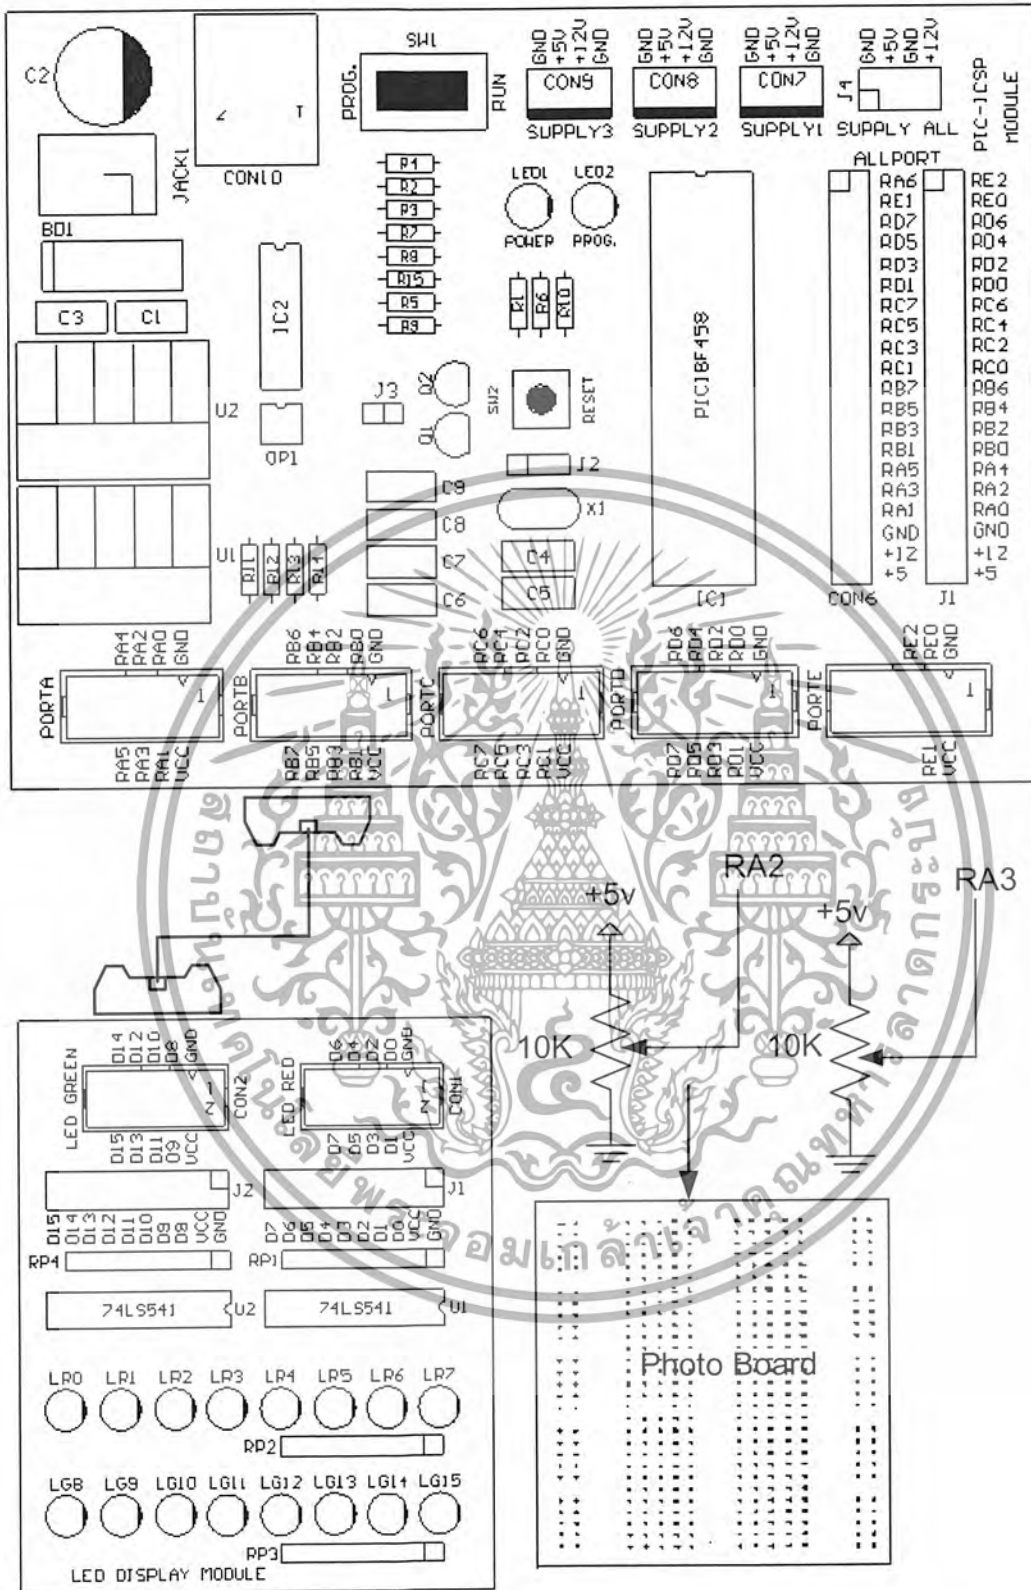 C2
JACK1
CON10
SW1
PROG.
RUN
GND
+5V
+12V
GND
CON9
SUPPLY3
GND
+5V
+12V
GND
CON8
SUPPLY2
GND
+5V
+12V
GND
CON7
SUPPLY1
GND
+5V
GND
+12V
J4
SUPPLY ALL
PIC-ICSP
MODULE
BD1
C3
C1
IC2
OP1
U2
U1
R4
R2
R3
R7
R8
R15
R5
R9
LED1
LED2
POWER
PROG.
R1
R6
R10
J3
Q2
Q1
SW2
RESET
J2
X1
C9
C8
C7
C6
C4
C5
R11
R12
R13
R14
PIC18F458
IC1
ALLPORT
RA6
RE2
RE1
RE0
RD7
RD6
RD5
RD4
RD3
RD2
RD1
RD0
RC7
RC6
RC5
RC4
RC3
RC2
RC1
RC0
RB7
RB6
RB5
RB4
RB3
RB2
RB1
RB0
RA5
RA4
RA3
RA2
RA1
RA0
GND
GND
+12
+12
+5
+5
CON6
J1
RA4
RA2
RA0
GND
PORTA
1
RA5
RA3
RA1
VCC
RB6
RB4
RB2
RB0
GND
PORTB
1
RB7
RB5
RB3
RB1
VCC
RC6
RC4
RC2
RC0
GND
PORTC
1
RC7
RC5
RC3
RC1
VCC
RD6
RD4
RD2
RD0
GND
PORTD
1
RD7
RD5
RD3
RD1
VCC
RE2
RE0
GND
PORTE
1
RE1
VCC
RA2
RA3
+5v
+5v
10K
10K
D14
D12
D10
D8
GND
LED GREEN
1
2
CON2
D15
D13
D11
D9
VCC
D6
D4
D2
D0
GND
LED RED
1
2
CON1
D7
D5
D3
D1
VCC
J2
J1
D15
D14
D13
D12
D11
D10
D9
D8
VCC
GND
D7
D6
D5
D4
D3
D2
D1
D0
VCC
GND
RP4
RP1
74LS541
U2
74LS541
U1
LR0 LR1 LR2 LR3 LR4 LR5 LR6 LR7
RP2
LG8 LG9 LG10 LG11 LG12 LG13 LG14 LG15
RP3
LED DISPLAY MODULE
Photo Board